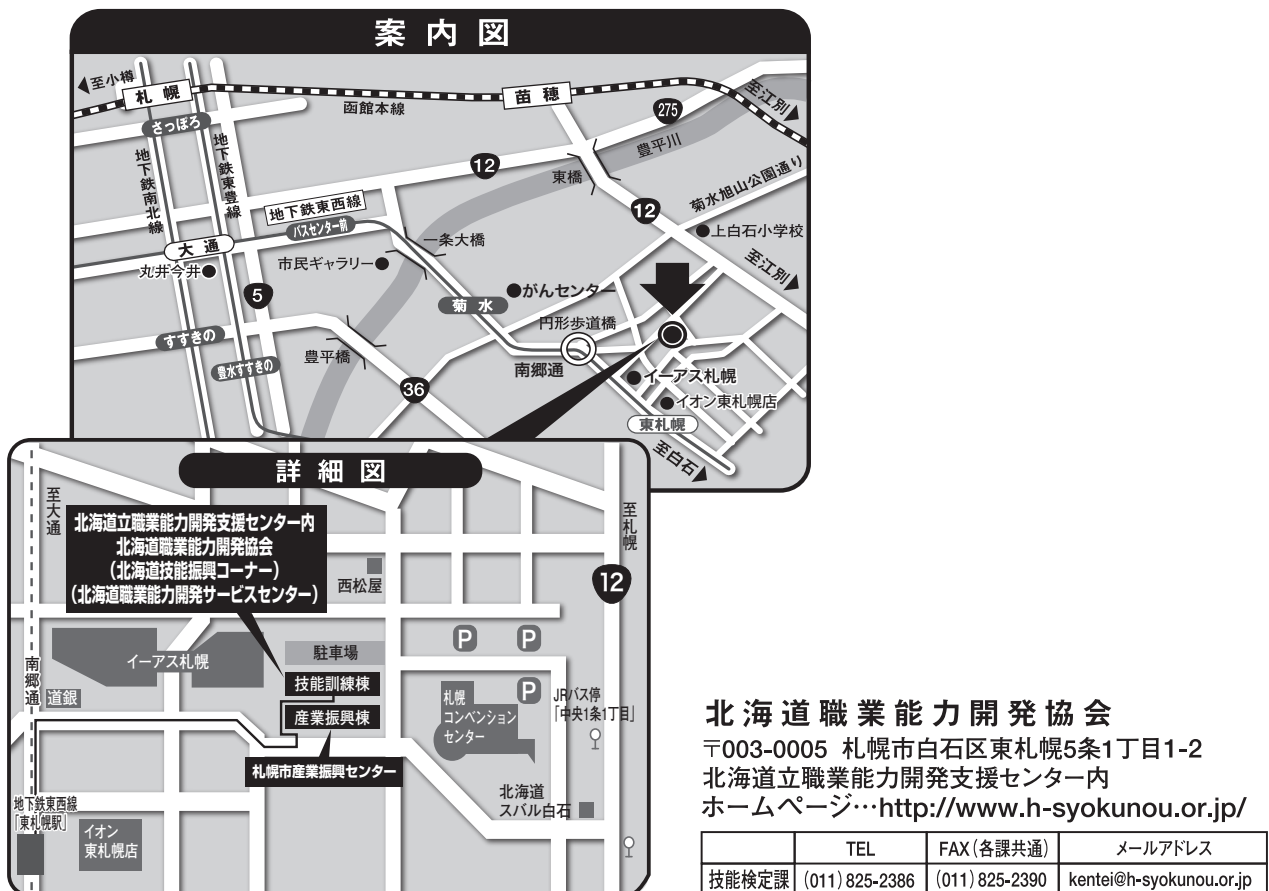 案内図
至小樽
札幌
さっぽろ
函館本線
苗穂
275
至江別
豊平川
地下鉄南北線
地下鉄東豊線
12
東橋
菊水旭山公園通り
地下鉄東西線
バスセンター前
12
大通
丸井今井
一条大橋
市民ギャラリー
上白石小学校
至江別
5
菊水
がんセンター
円形歩道橋
すすきの
豊平橋
豊水すすきの
南郷通
36
イーアス札幌
イオン東札幌店
東札幌
至白石
詳細図
至大通
北海道立職業能力開発支援センター内
北海道職業能力開発協会
(北海道技能振興コーナー)
(北海道職業能力開発サービスセンター)
西松屋
至札幌
12
イーアス札幌
駐車場
P
P
南郷通
道銀
技能訓練棟
産業振興棟
札幌
コンベンション
センター
P
JRバス停
「中央1条1丁目」
札幌市産業振興センター
地下鉄東西線
「東札幌駅」
イオン
東札幌店
北海道
スバル白石
北海道職業能力開発協会
〒003-0005 札幌市白石区東札幌5条1丁目1-2
北海道立職業能力開発支援センター内
ホームページ…http://www.h-syokunou.or.jp/
TEL FAX(各課共通) メールアドレス
技能検定課 (011)825-2386 (011)825-2390 kentei@h-syokunou.or.jp